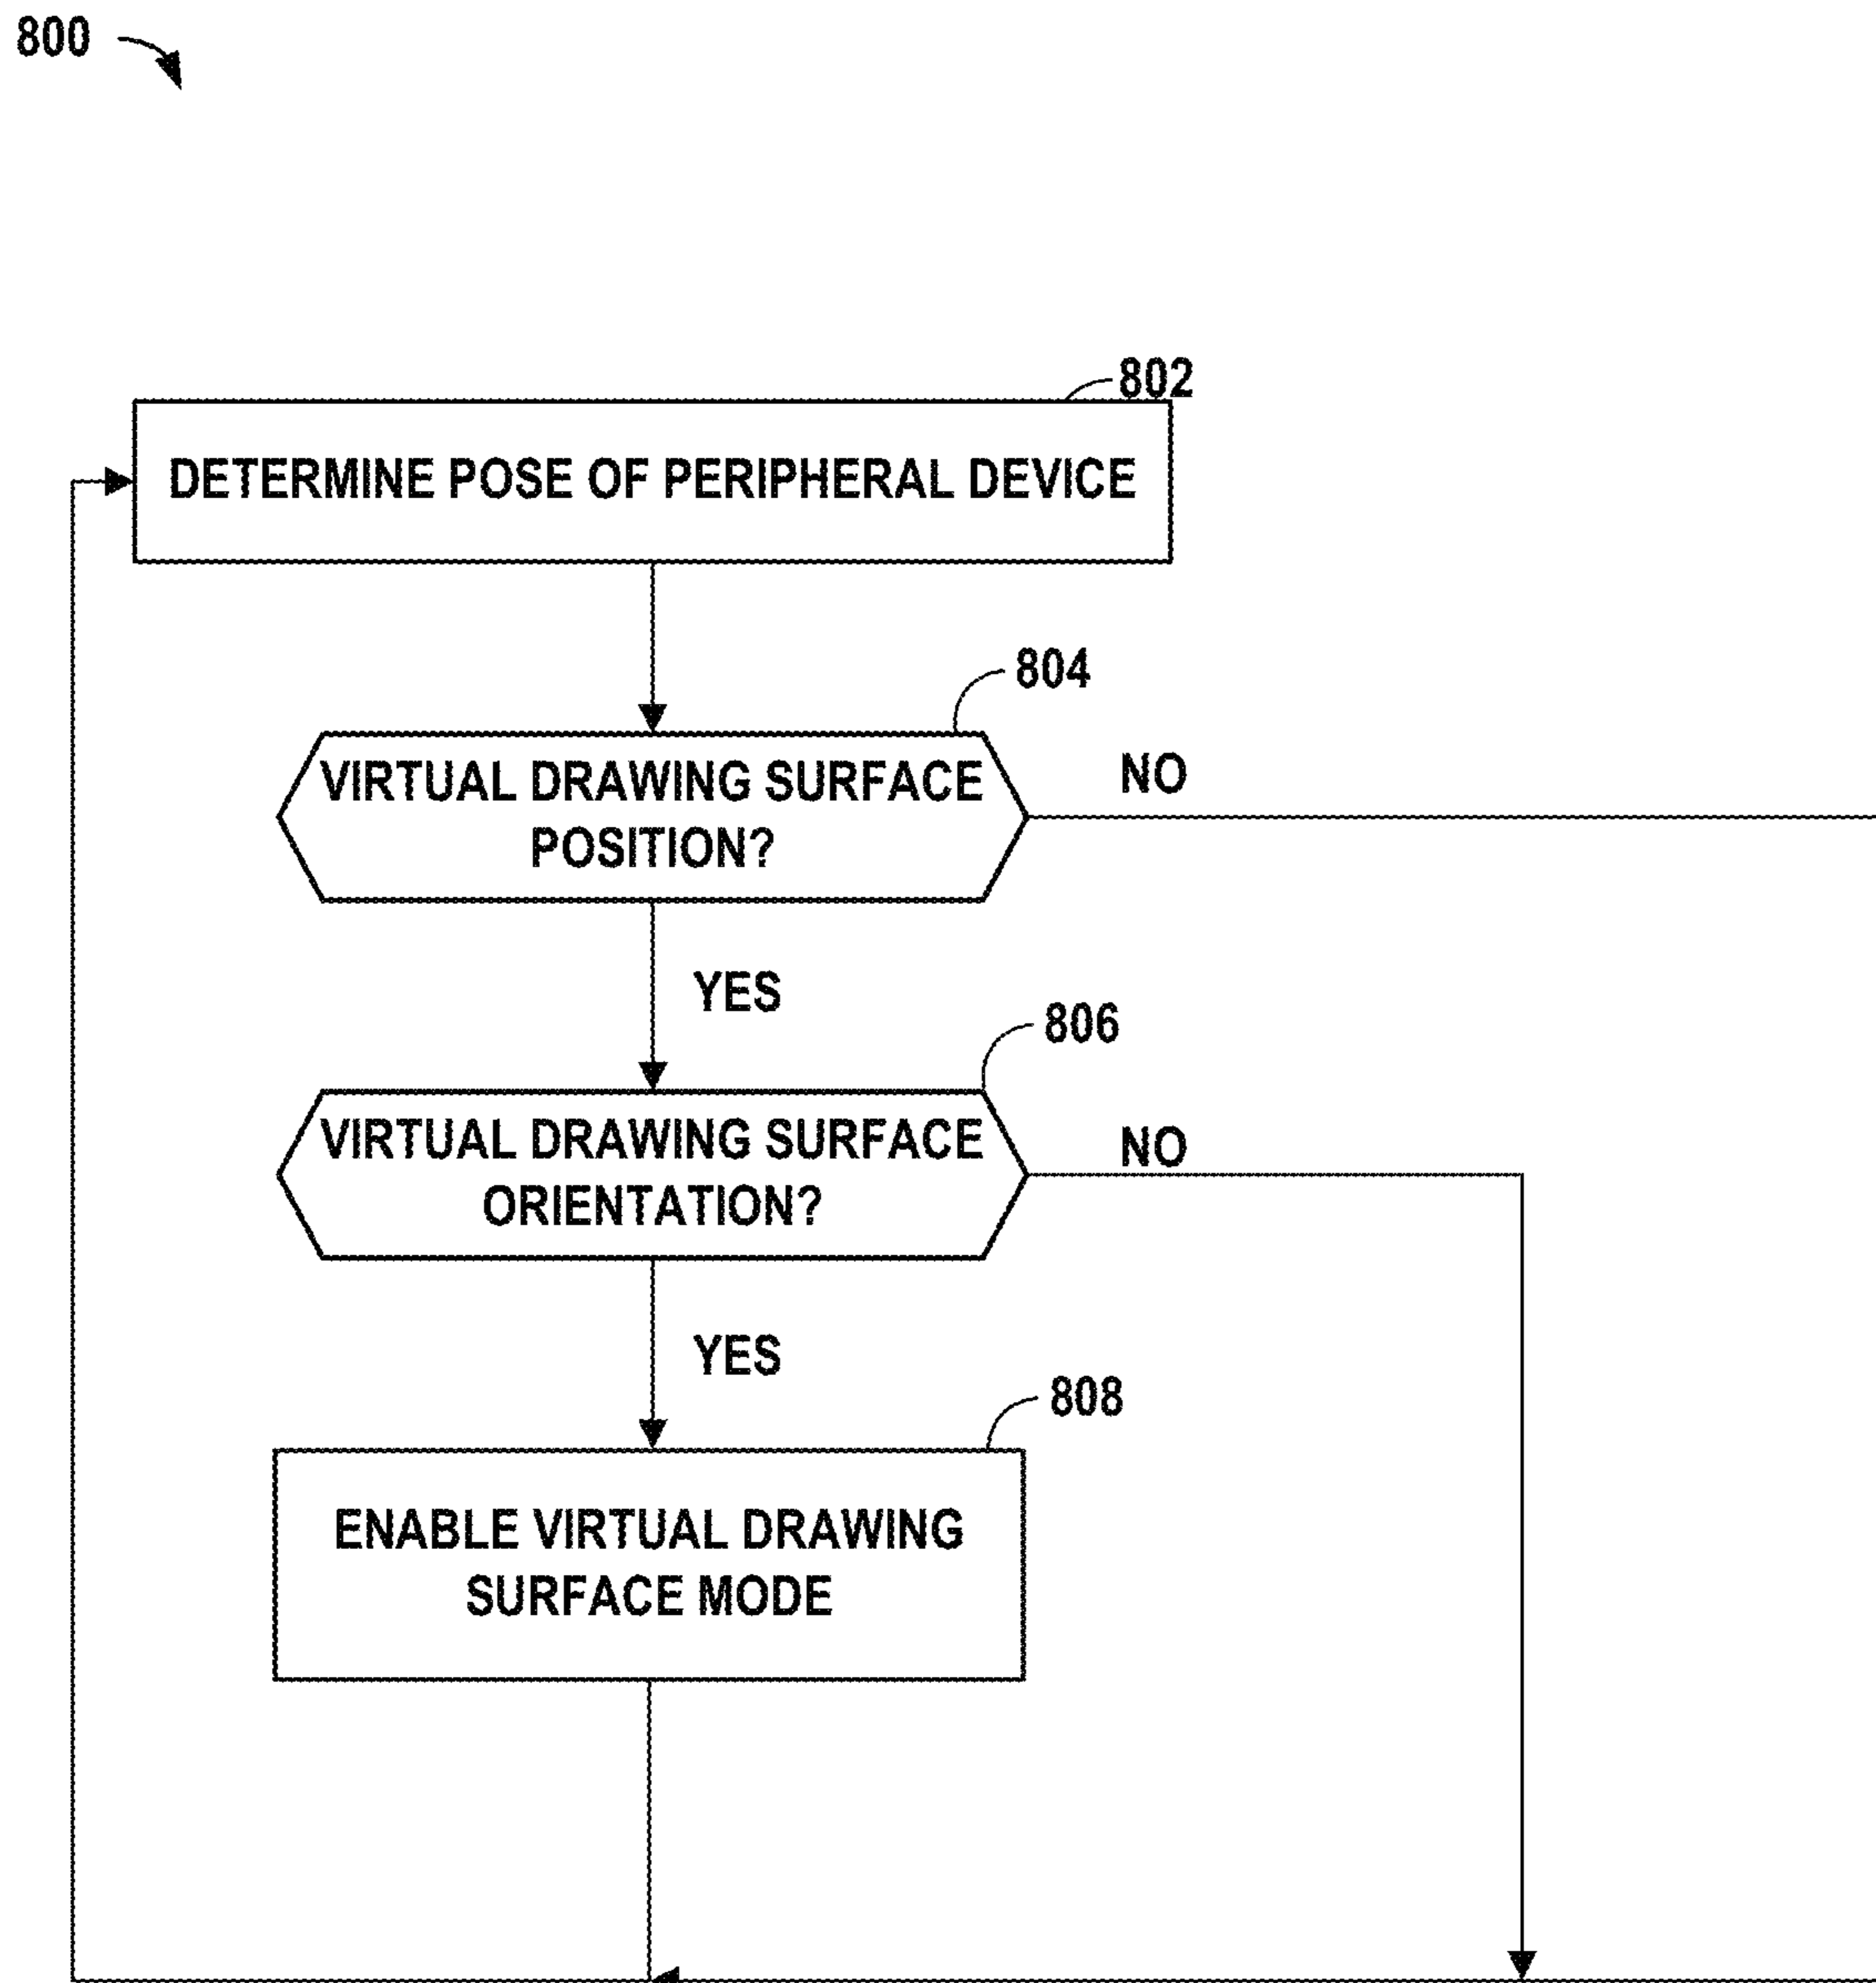 800
802
DETERMINE POSE OF PERIPHERAL DEVICE
804
VIRTUAL DRAWING SURFACE
POSITION?
NO
YES
806
VIRTUAL DRAWING SURFACE
ORIENTATION?
NO
YES
808
ENABLE VIRTUAL DRAWING
SURFACE MODE